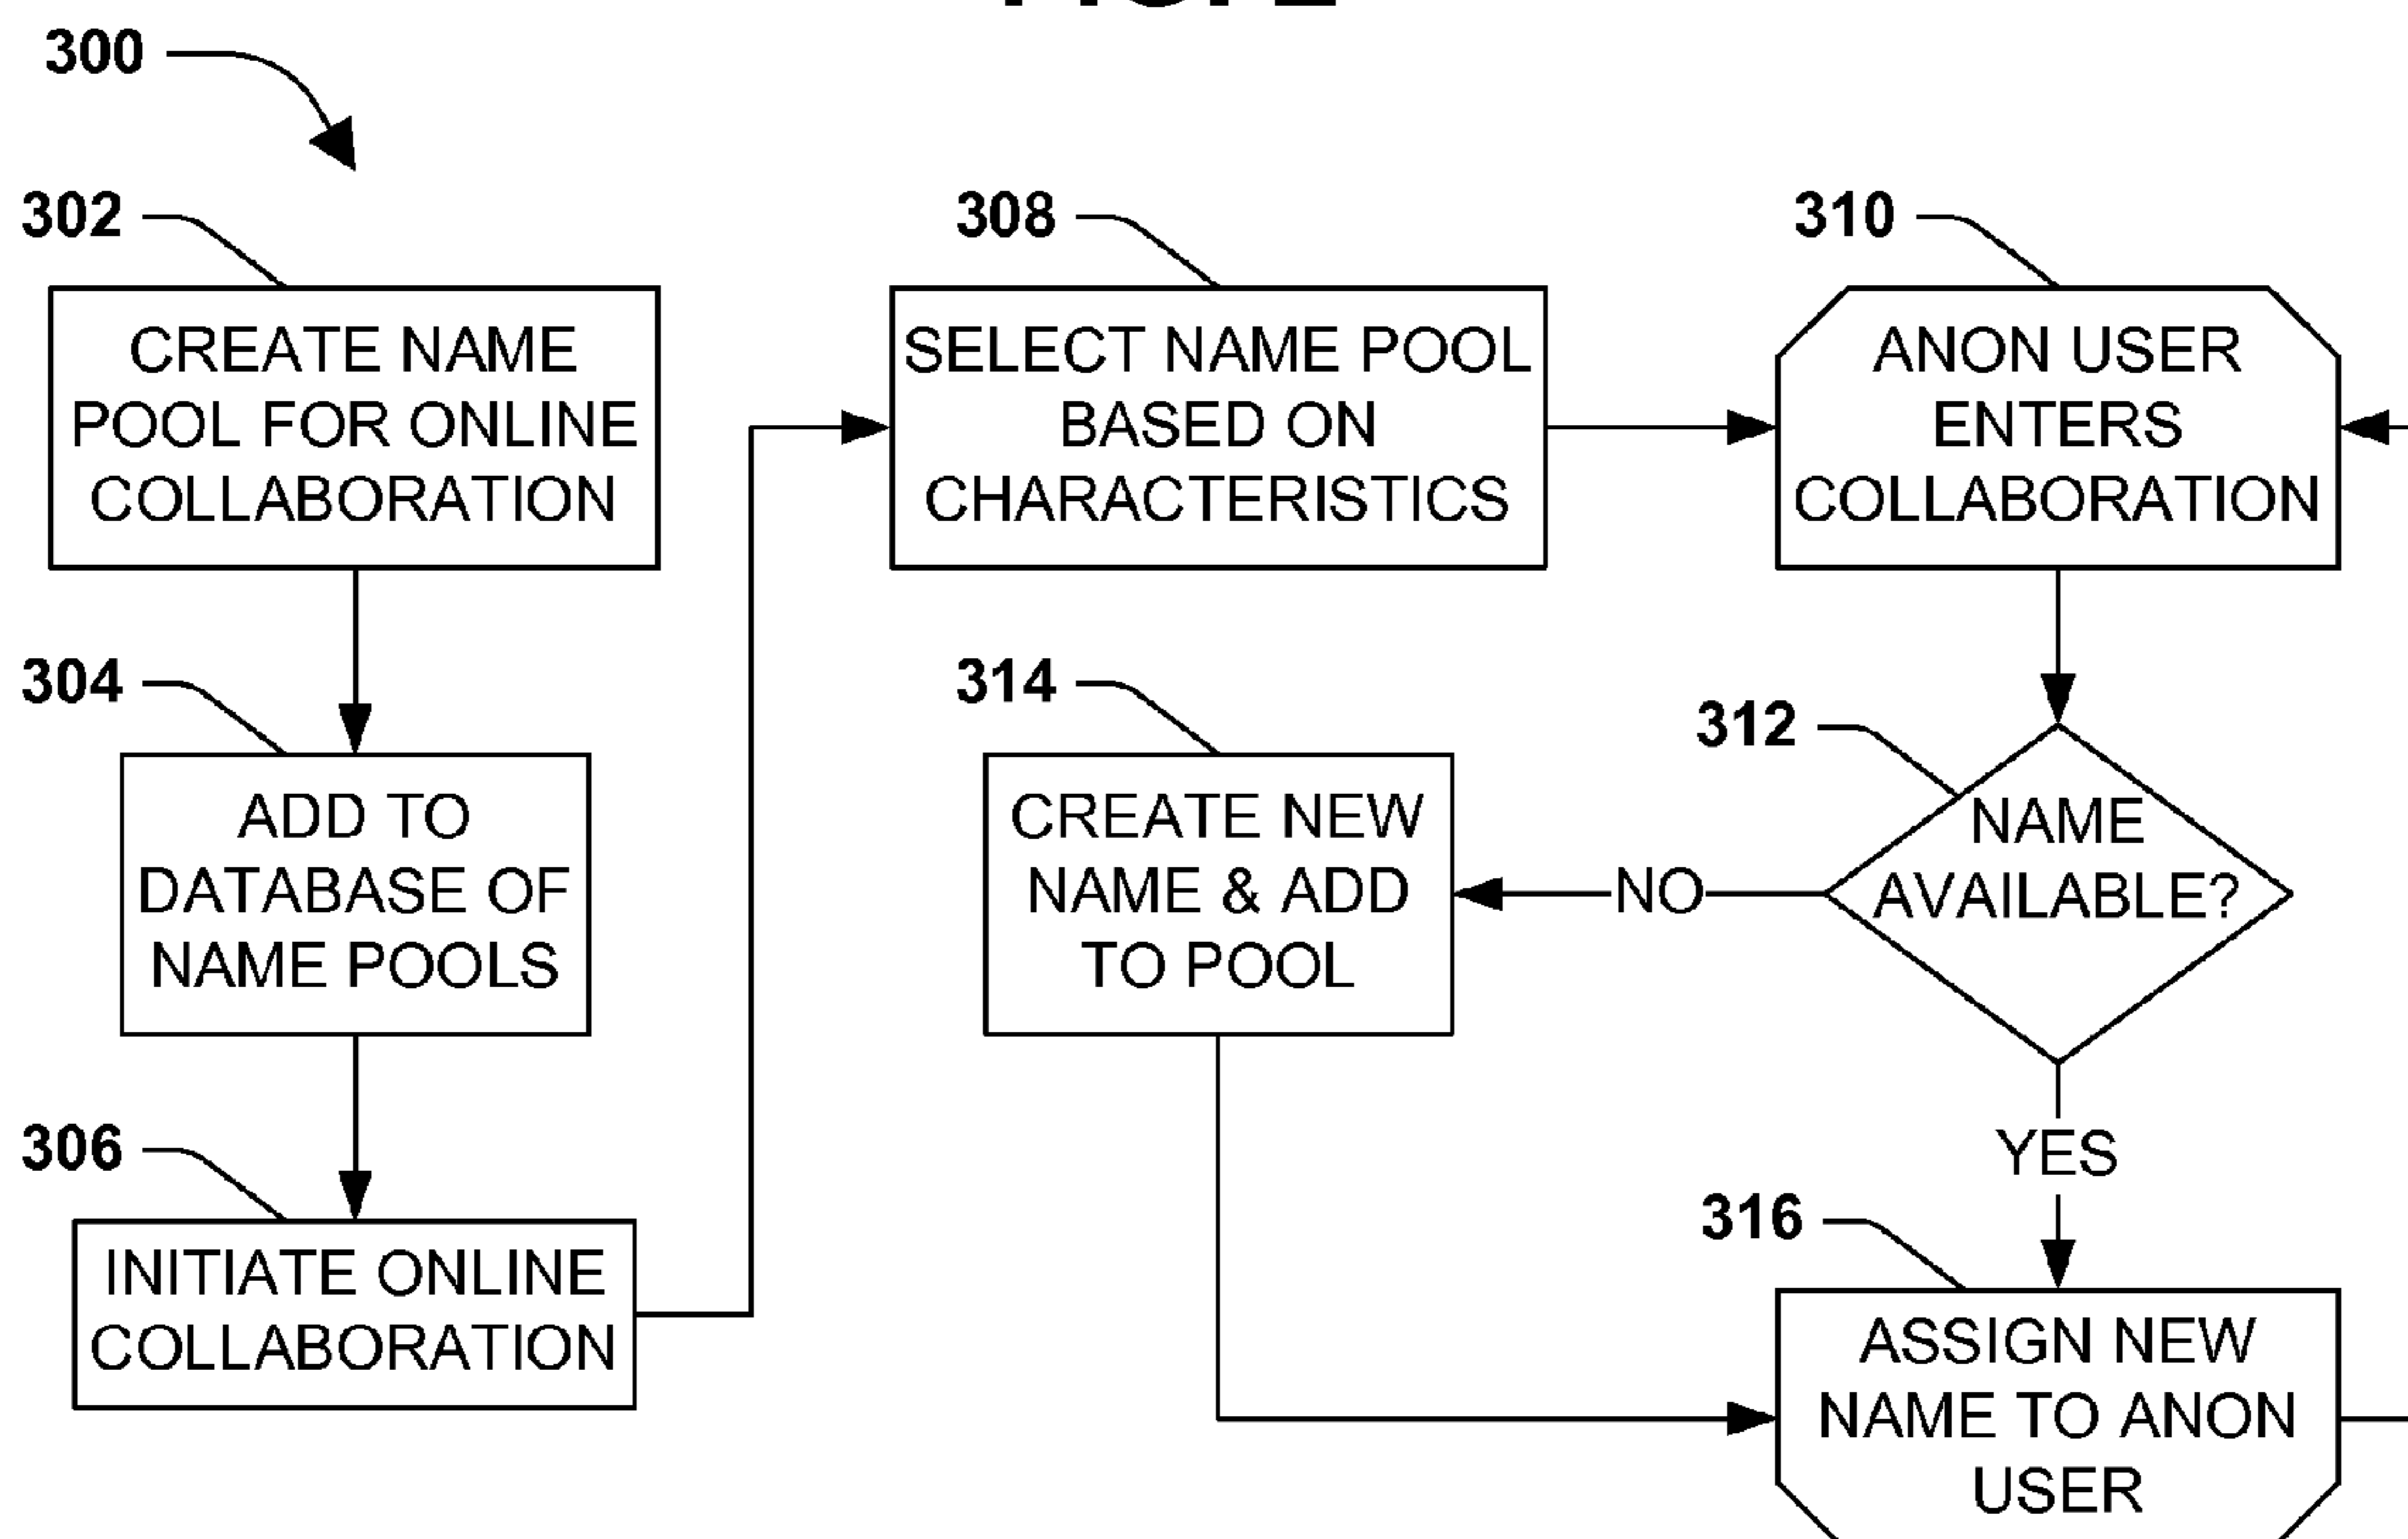 300
302
CREATE NAME
POOL FOR ONLINE
COLLABORATION
304
ADD TO
DATABASE OF
NAME POOLS
306
INITIATE ONLINE
COLLABORATION
308
SELECT NAME POOL
BASED ON
CHARACTERISTICS
310
ANON USER
ENTERS
COLLABORATION
312
NAME
AVAILABLE?
NO
314
CREATE NEW
NAME & ADD
TO POOL
YES
316
ASSIGN NEW
NAME TO ANON
USER